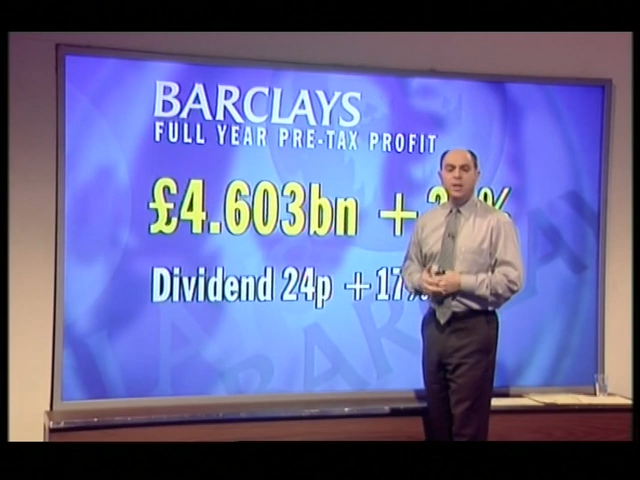 BARCLAYS
FULL YEAR PRE-TAX PROFIT
£4.603bn + %
Dividend 24p +17%